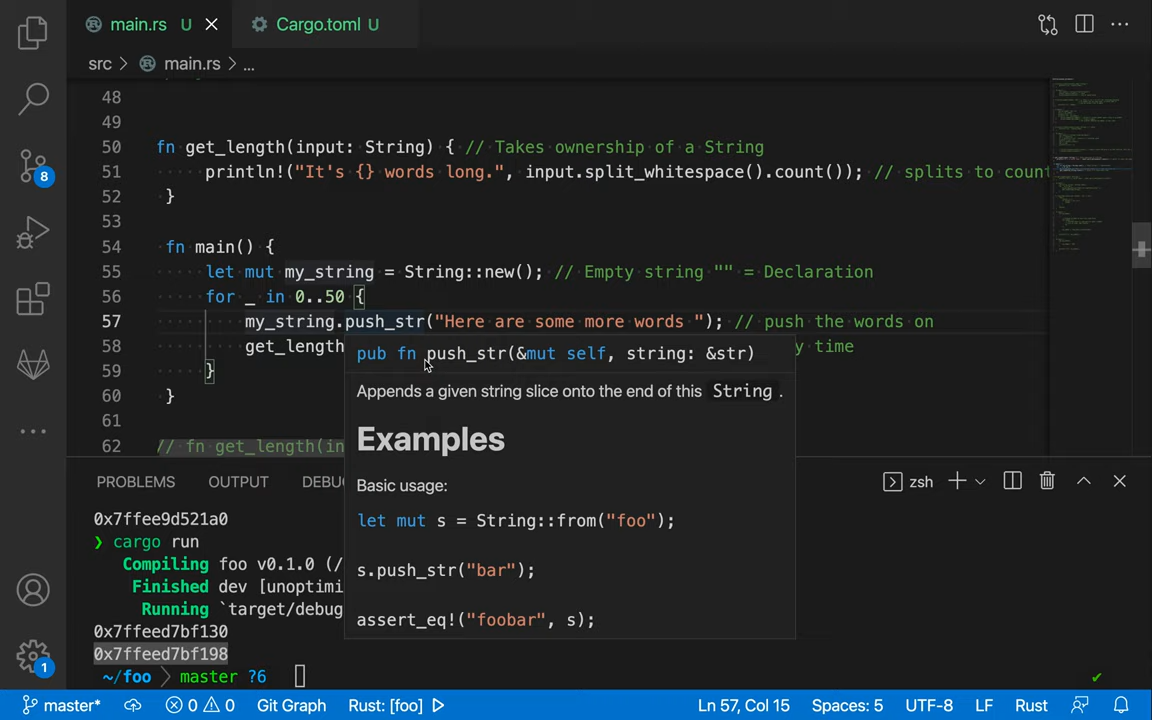 main.rs U Cargo.toml U
src > main.rs > ...
48
49
50 fn get_length(input: String) { // Takes ownership of a String
51 println!("It's {} words long.", input.split_whitespace().count()); // splits to count
52 }
53
54 fn main() {
55 let mut my_string = String::new(); // Empty string "" = Declaration
56 for _ in 0..50 {
57 my_string.push_str("Here are some more words "); // push the words on
58 get_length y time
59 }
60 }
61
62 // fn get_length(in
pub fn push_str(&mut self, string: &str)
Appends a given string slice onto the end of this String.
Examples
Basic usage:
let mut s = String::from("foo");
s.push_str("bar");
assert_eq!("foobar", s);
8
PROBLEMS OUTPUT DEBU zsh
0x7ffee9d521a0
❯ cargo run
Compiling foo v0.1.0 (/
Finished dev [unoptimi
Running `target/debug
0x7ffeed7bf130
0x7ffeed7bf198
~/foo master ?6 ✔
1
master* 0 0 Git Graph Rust: [foo] Ln 57, Col 15 Spaces: 5 UTF-8 LF Rust